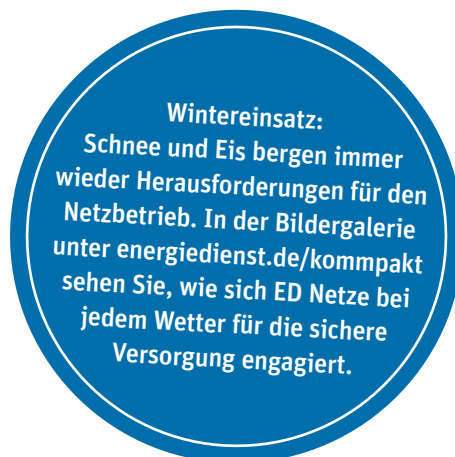 Wintereinsatz:
Schnee und Eis bergen immer
wieder Herausforderungen für den
Netzbetrieb. In der Bildergalerie
unter energiedienst.de/kommpakt
sehen Sie, wie sich ED Netze bei
jedem Wetter für die sichere
Versorgung engagiert.